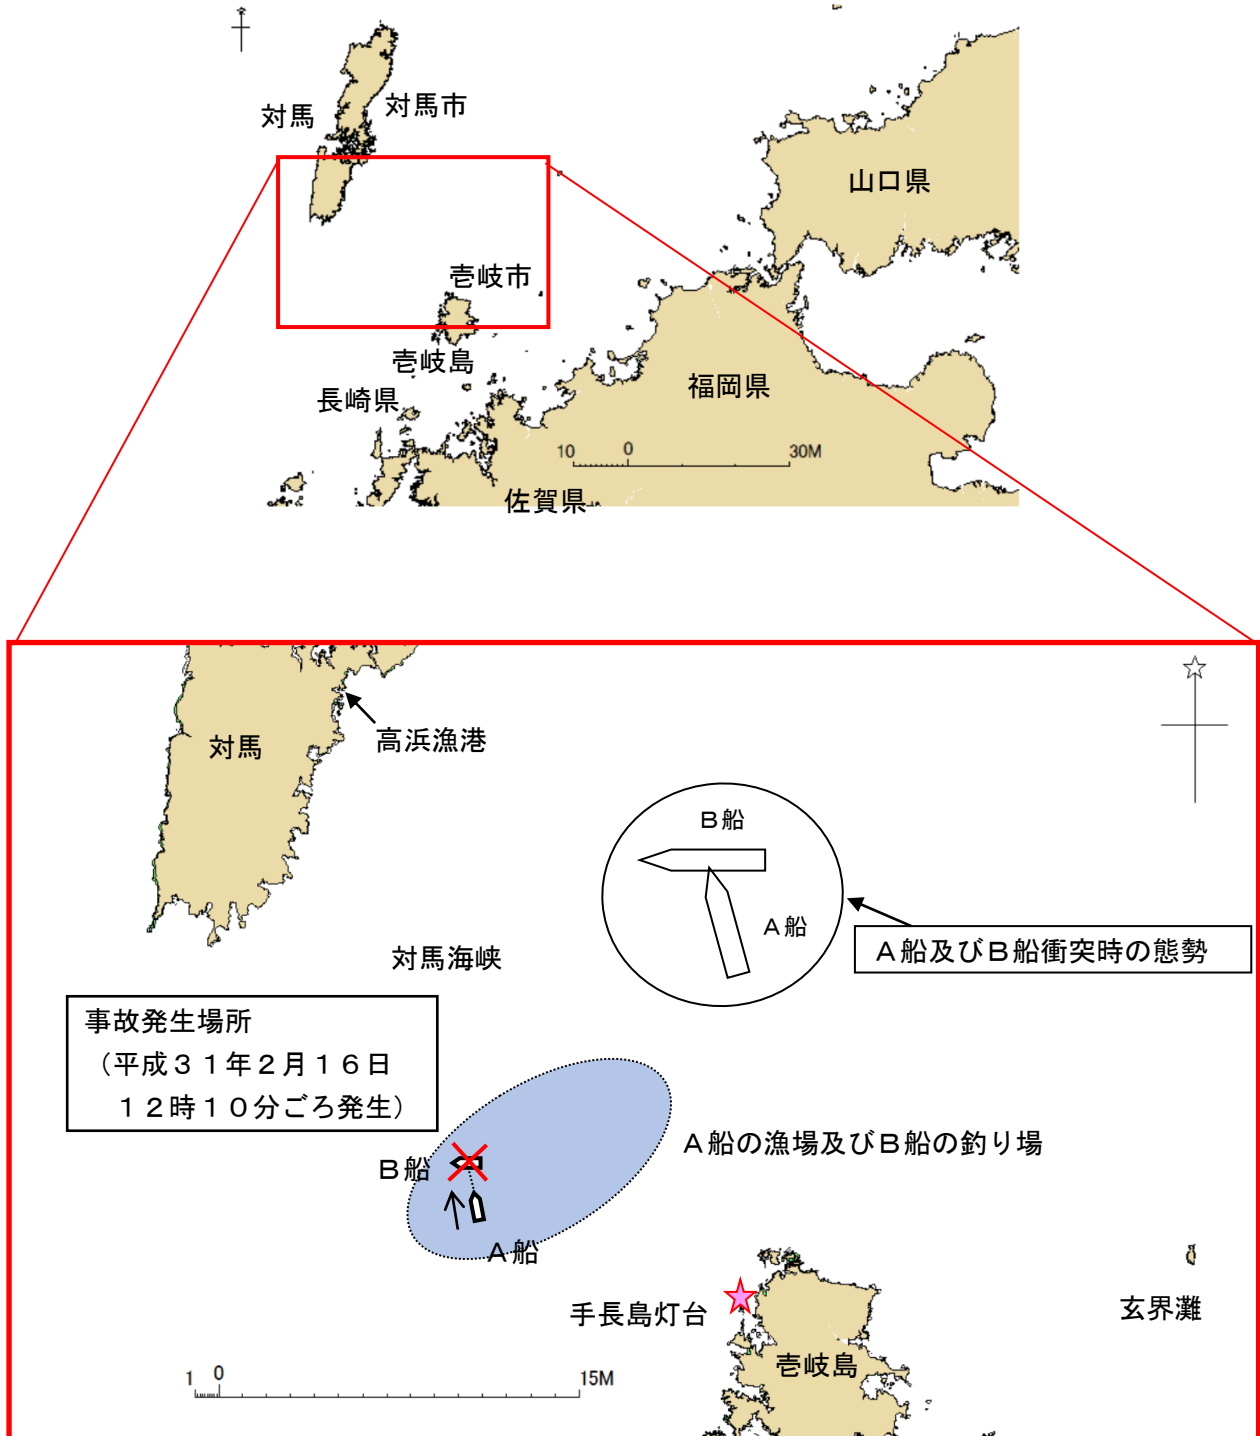 対馬
対馬市
山口県
壱岐市
壱岐島
長崎県
福岡県
10 0 30M
佐賀県
高浜漁港
対馬
B船
A船
A船及びB船衝突時の態勢
対馬海峡
事故発生場所
（平成３１年２月１６日
１２時１０分ごろ発生）
A船の漁場及びB船の釣り場
B船
A船
手長島灯台
玄界灘
壱岐島
1 0 15M